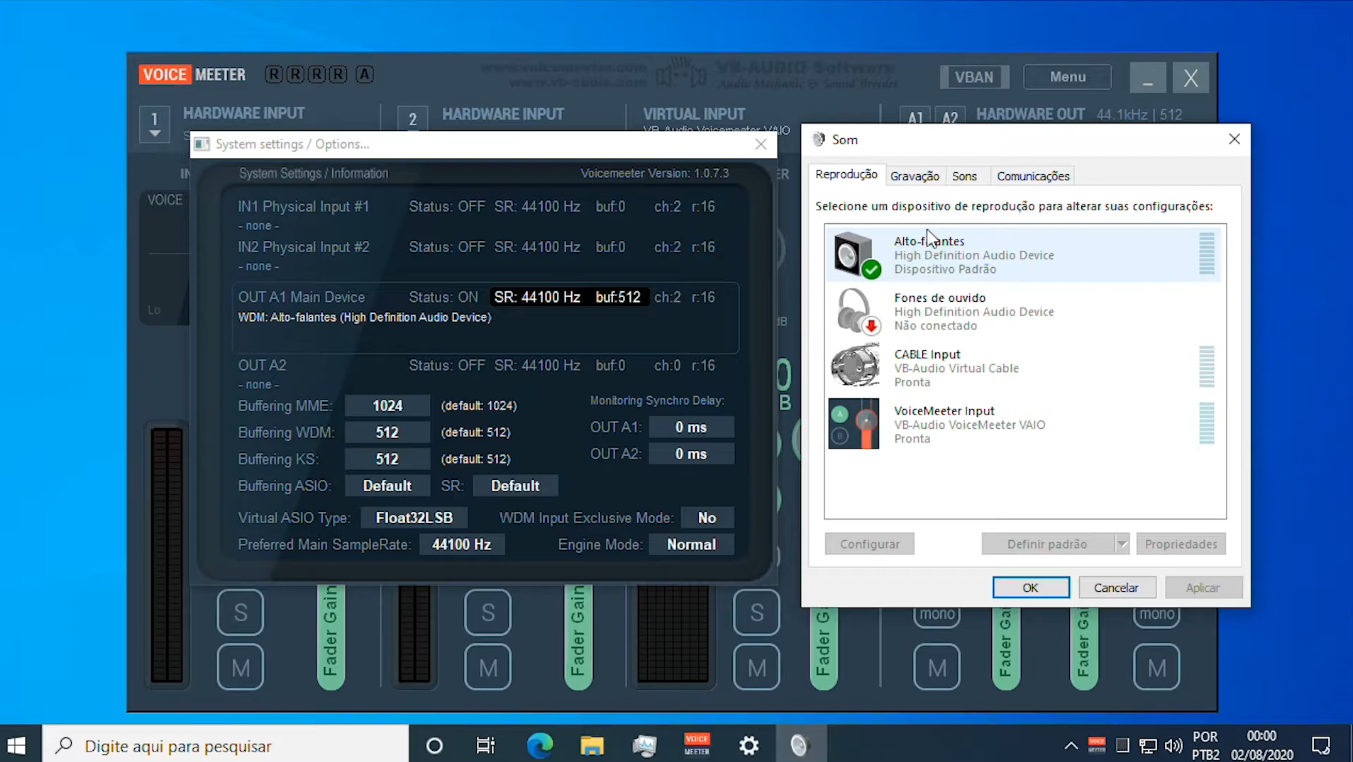 VOICE MEETER R R R R A
www.voicemeeter.com
www.vb-audio.com
VB-AUDIO Software
Audio Mechanic & Sound Breeder
VBAN
Menu
_
X
1
HARDWARE INPUT
2
HARDWARE INPUT
VIRTUAL INPUT
VB-Audio Voicemeeter VAIO
A1 A2 HARDWARE OUT 44.1kHz | 512
VOICE
Lo
System settings / Options...
System Settings / Information
Voicemeeter Version: 1.0.7.3
IN1 Physical Input #1 Status: OFF SR: 44100 Hz buf:0 ch:2 r:16
- none -
IN2 Physical Input #2 Status: OFF SR: 44100 Hz buf:0 ch:2 r:16
- none -
OUT A1 Main Device Status: ON SR: 44100 Hz buf:512 ch:2 r:16
WDM: Alto-falantes (High Definition Audio Device)
OUT A2 Status: OFF SR: 44100 Hz buf:0 ch:0 r:16
- none -
Buffering MME: 1024 (default: 1024)
Monitoring Synchro Delay:
Buffering WDM: 512 (default: 512)
OUT A1: 0 ms
Buffering KS: 512 (default: 512)
OUT A2: 0 ms
Buffering ASIO: Default SR: Default
Virtual ASIO Type: Float32LSB WDM Input Exclusive Mode: No
Preferred Main SampleRate: 44100 Hz Engine Mode: Normal
Som
Reprodução Gravação Sons Comunicações
Selecione um dispositivo de reprodução para alterar suas configurações:
Alto-falantes
High Definition Audio Device
Dispositivo Padrão
Fones de ouvido
High Definition Audio Device
Não conectado
CABLE Input
VB-Audio Virtual Cable
Pronta
A
B
VoiceMeeter Input
VB-Audio VoiceMeeter VAIO
Pronta
Configurar Definir padrão Propriedades
OK Cancelar Aplicar
S Fader Gain S Fader Gain S Fader G mono Fader Ga Fader Ga mono
M M M M M
Digite aqui para pesquisar
VOICE
MEETER
POR
PTB2
00:00
02/08/2020